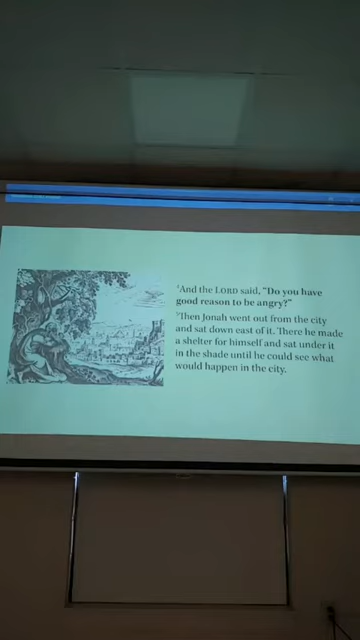 ⁴And the LORD said, "Do you have
good reason to be angry?"
⁵Then Jonah went out from the city
and sat down east of it. There he made
a shelter for himself and sat under it
in the shade until he could see what
would happen in the city.